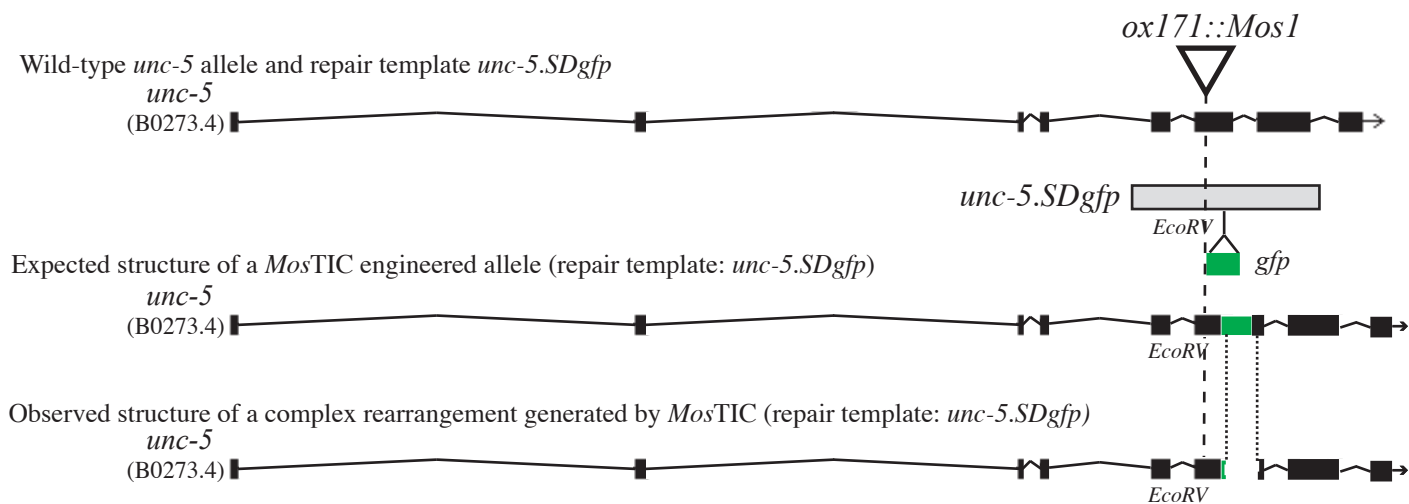 ox171::Mos1
Wild-type unc-5 allele and repair template unc-5.SDgfp
unc-5
(B0273.4)
unc-5.SDgfp
EcoRV
gfp
Expected structure of a MosTIC engineered allele (repair template: unc-5.SDgfp)
unc-5
(B0273.4)
EcoRV
Observed structure of a complex rearrangement generated by MosTIC (repair template: unc-5.SDgfp)
unc-5
(B0273.4)
EcoRV